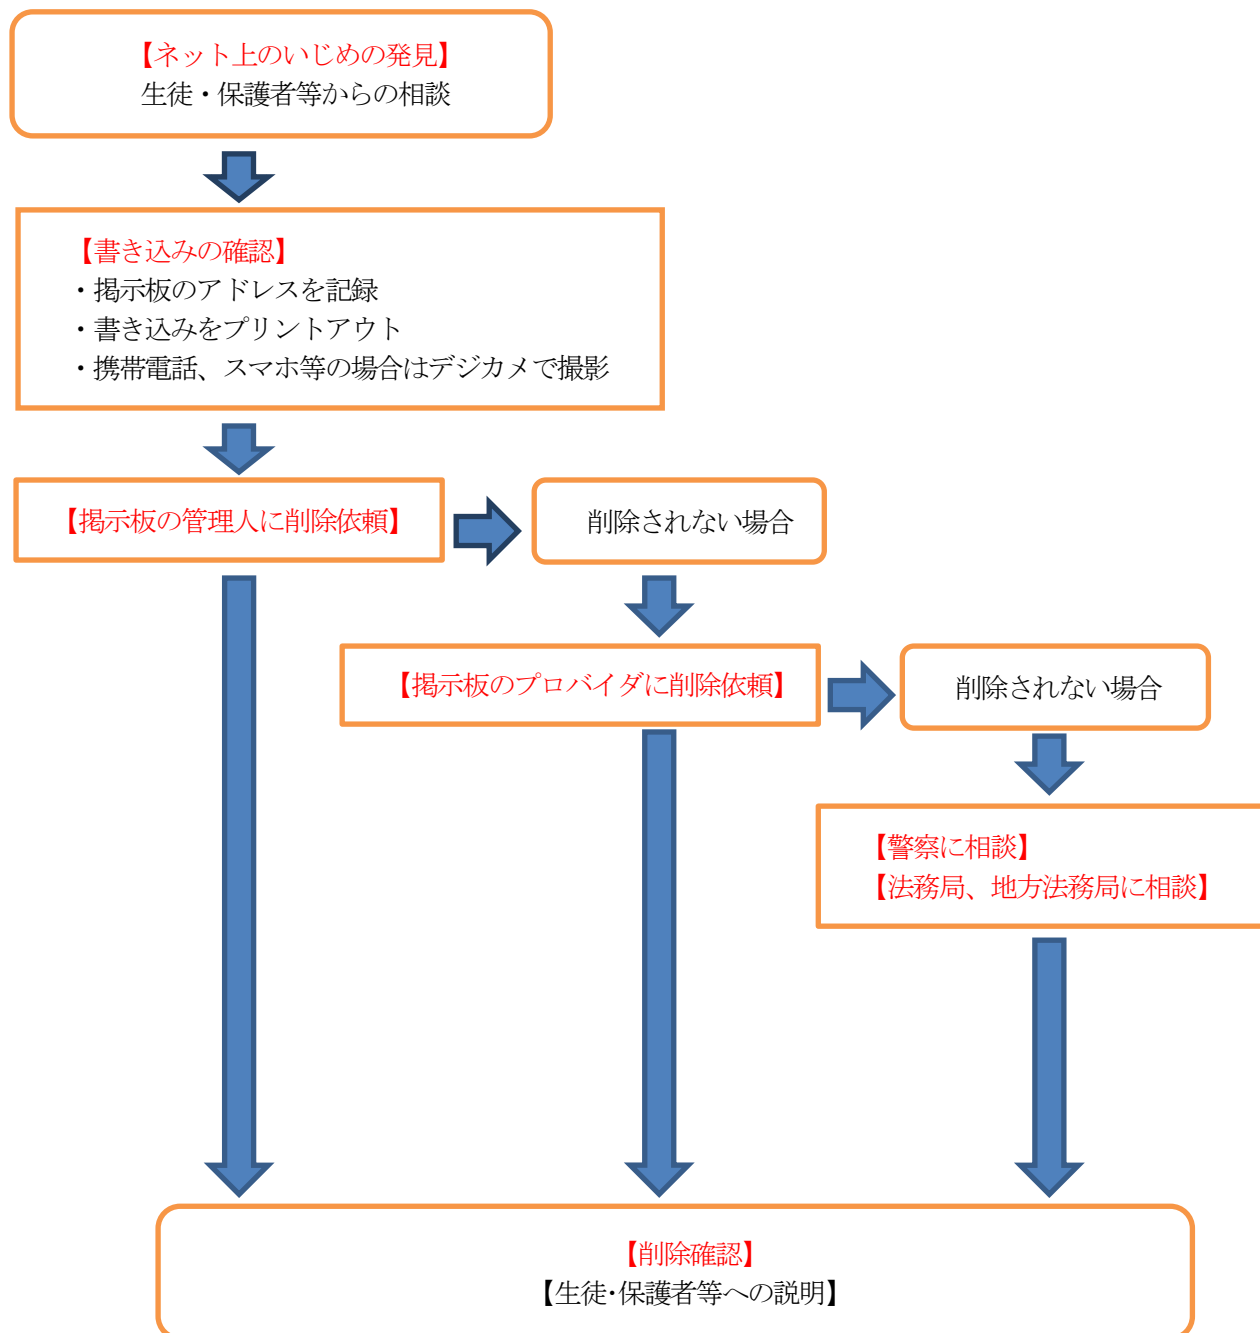 【ネット上のいじめの発見】
生徒・保護者等からの相談
【書き込みの確認】
・掲示板のアドレスを記録
・書き込みをプリントアウト
・携帯電話、スマホ等の場合はデジカメで撮影
【掲示板の管理人に削除依頼】
削除されない場合
【掲示板のプロバイダに削除依頼】
削除されない場合
【警察に相談】
【法務局、地方法務局に相談】
【削除確認】
【生徒・保護者等への説明】